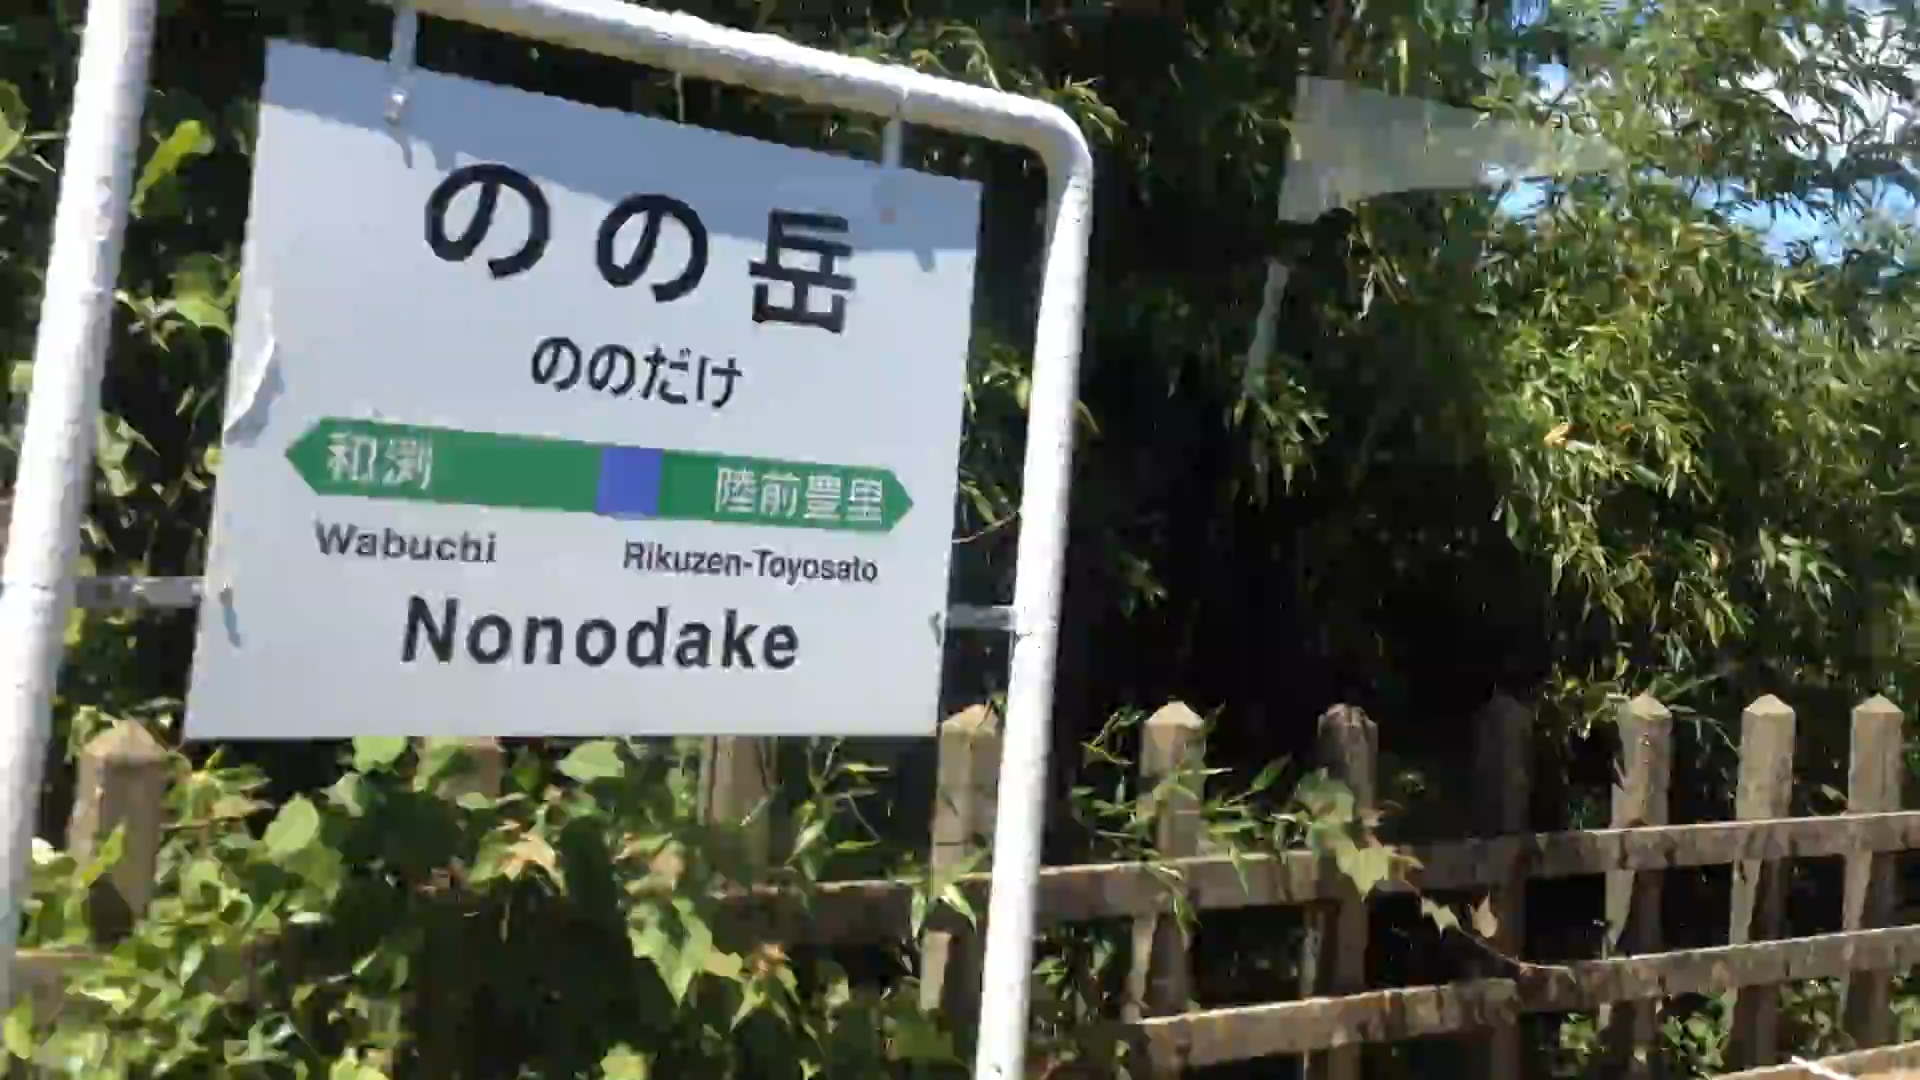 のの岳
ののだけ
和渕 陸前豊里
Wabuchi Rikuzen-Toyosato
Nonodake